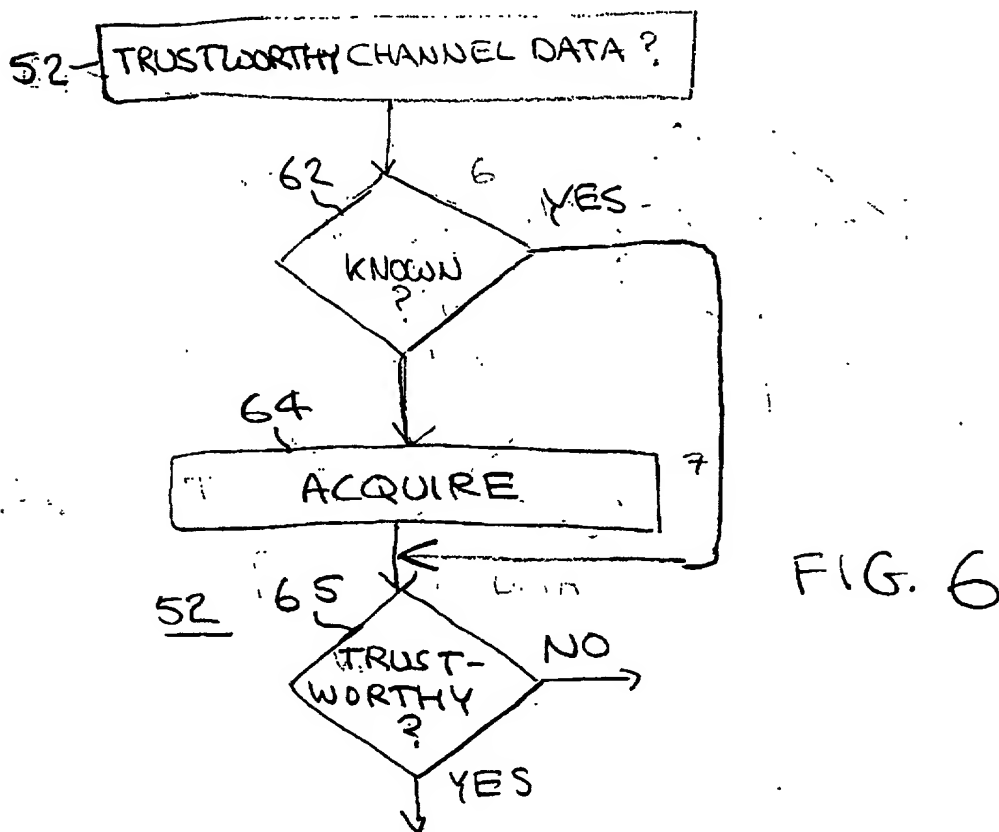 52
TRUSTWORTHY CHANNEL DATA ?
62
6
YES
KNOWN
?
64
7
ACQUIRE
FIG. 6
52
65
TRUST-
WORTHY
?
NO
YES